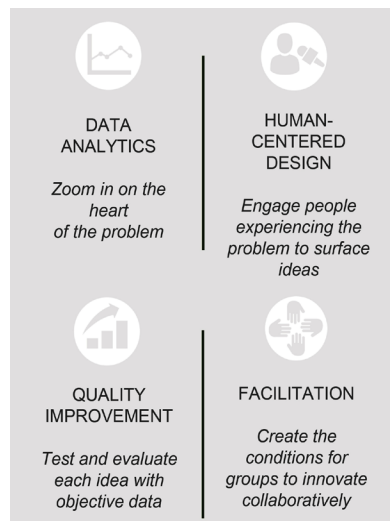 DATA
ANALYTICS
Zoom in on the
heart
of the problem
HUMAN-
CENTERED
DESIGN
Engage people
experiencing the
problem to surface
ideas
QUALITY
IMPROVEMENT
Test and evaluate
each idea with
objective data
FACILITATION
Create the
conditions for
groups to innovate
collaboratively